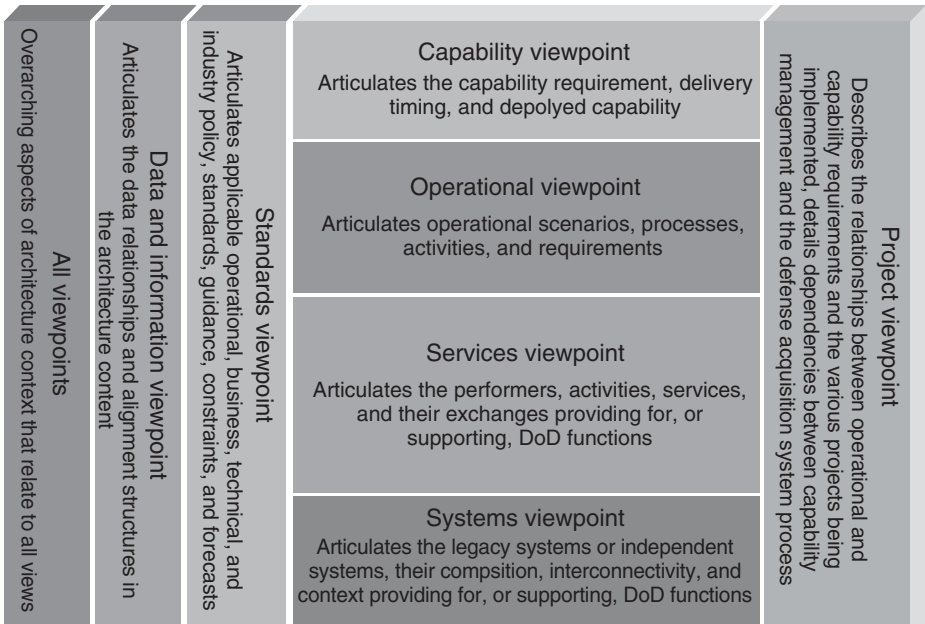 All viewpoints
Overarching aspects of architecture context that relate to all views
Data and information viewpoint
Articulates the data relationships and alignment structures in
the architecture content
Standards viewpoint
Articulates applicable operational, business, technical, and
industry policy, standards, guidance, constraints, and forecasts
Capability viewpoint
Articulates the capability requirement, delivery
timing, and depolyed capability
Operational viewpoint
Articulates operational scenarios, processes,
activities, and requirements
Services viewpoint
Articulates the performers, activities, services,
and their exchanges providing for, or
supporting, DoD functions
Systems viewpoint
Articulates the legacy systems or independent
systems, their compsition, interconnectivity, and
context providing for, or supporting, DoD functions
Project viewpoint
Describes the relationships between operational and
capability requirements and the various projects being
implemented, details dependencies between capability
management and the defense acquisition system process